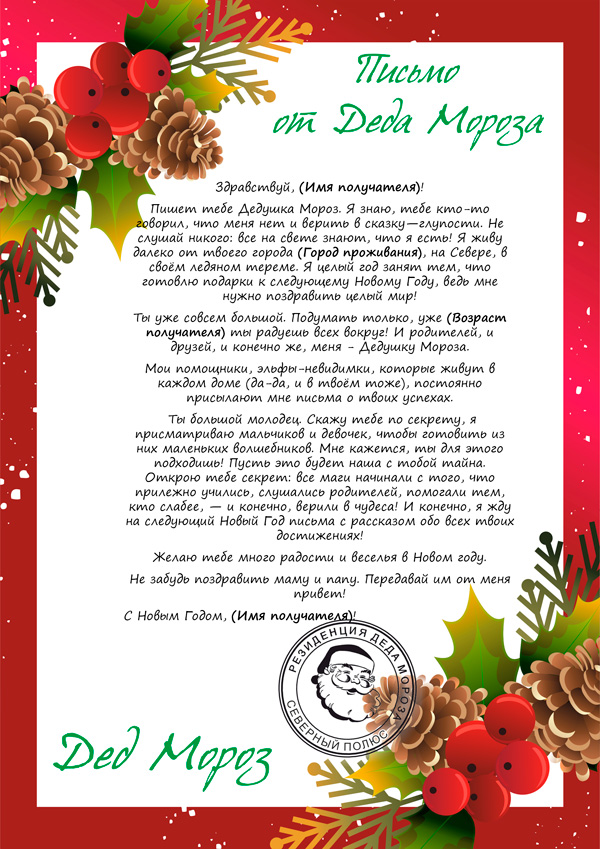 Письмо
от Деда Мороза
Здравствуй, (Имя получателя)!
Пишет тебе Дедушка Мороз. Я знаю, тебе кто-то
говорил, что меня нет и верить в сказку—глупости. Не
слушай никого: все на свете знают, что я есть! Я живу
далеко от твоего города (Город проживания), на Севере, в
своём ледяном тереме. Я целый год занят тем, что
готовлю подарки к следующему Новому Году, ведь мне
нужно поздравить целый мир!
Ты уже совсем большой. Подумать только, уже (Возраст
получателя) ты радуешь всех вокруг! И родителей, и
друзей, и конечно же, меня - Дедушку Мороза.
Мои помощники, эльфы-невидимки, которые живут в
каждом доме (да-да, и в твоём тоже), постоянно
присылают мне письма о твоих успехах.
Ты большой молодец. Скажу тебе по секрету, я
присматриваю мальчиков и девочек, чтобы готовить из
них маленьких волшебников. Мне кажется, ты для этого
подходишь! Пусть это будет наша с тобой тайна.
Открою тебе секрет: все маги начинали с того, что
прилежно учились, слушались родителей, помогали тем,
кто слабее, — и конечно, верили в чудеса! И конечно, я жду
на следующий Новый Год письма с рассказом обо всех твоих
достижениях!
Желаю тебе много радости и веселья в Новом году.
Не забудь поздравить маму и папу. Передавай им от меня
привет!
С Новым Годом, (Имя получателя)!
РЕЗИДЕНЦИЯ ДЕДА МОРОЗА
СЕВЕРНЫЙ ПОЛЮС
Дед Мороз